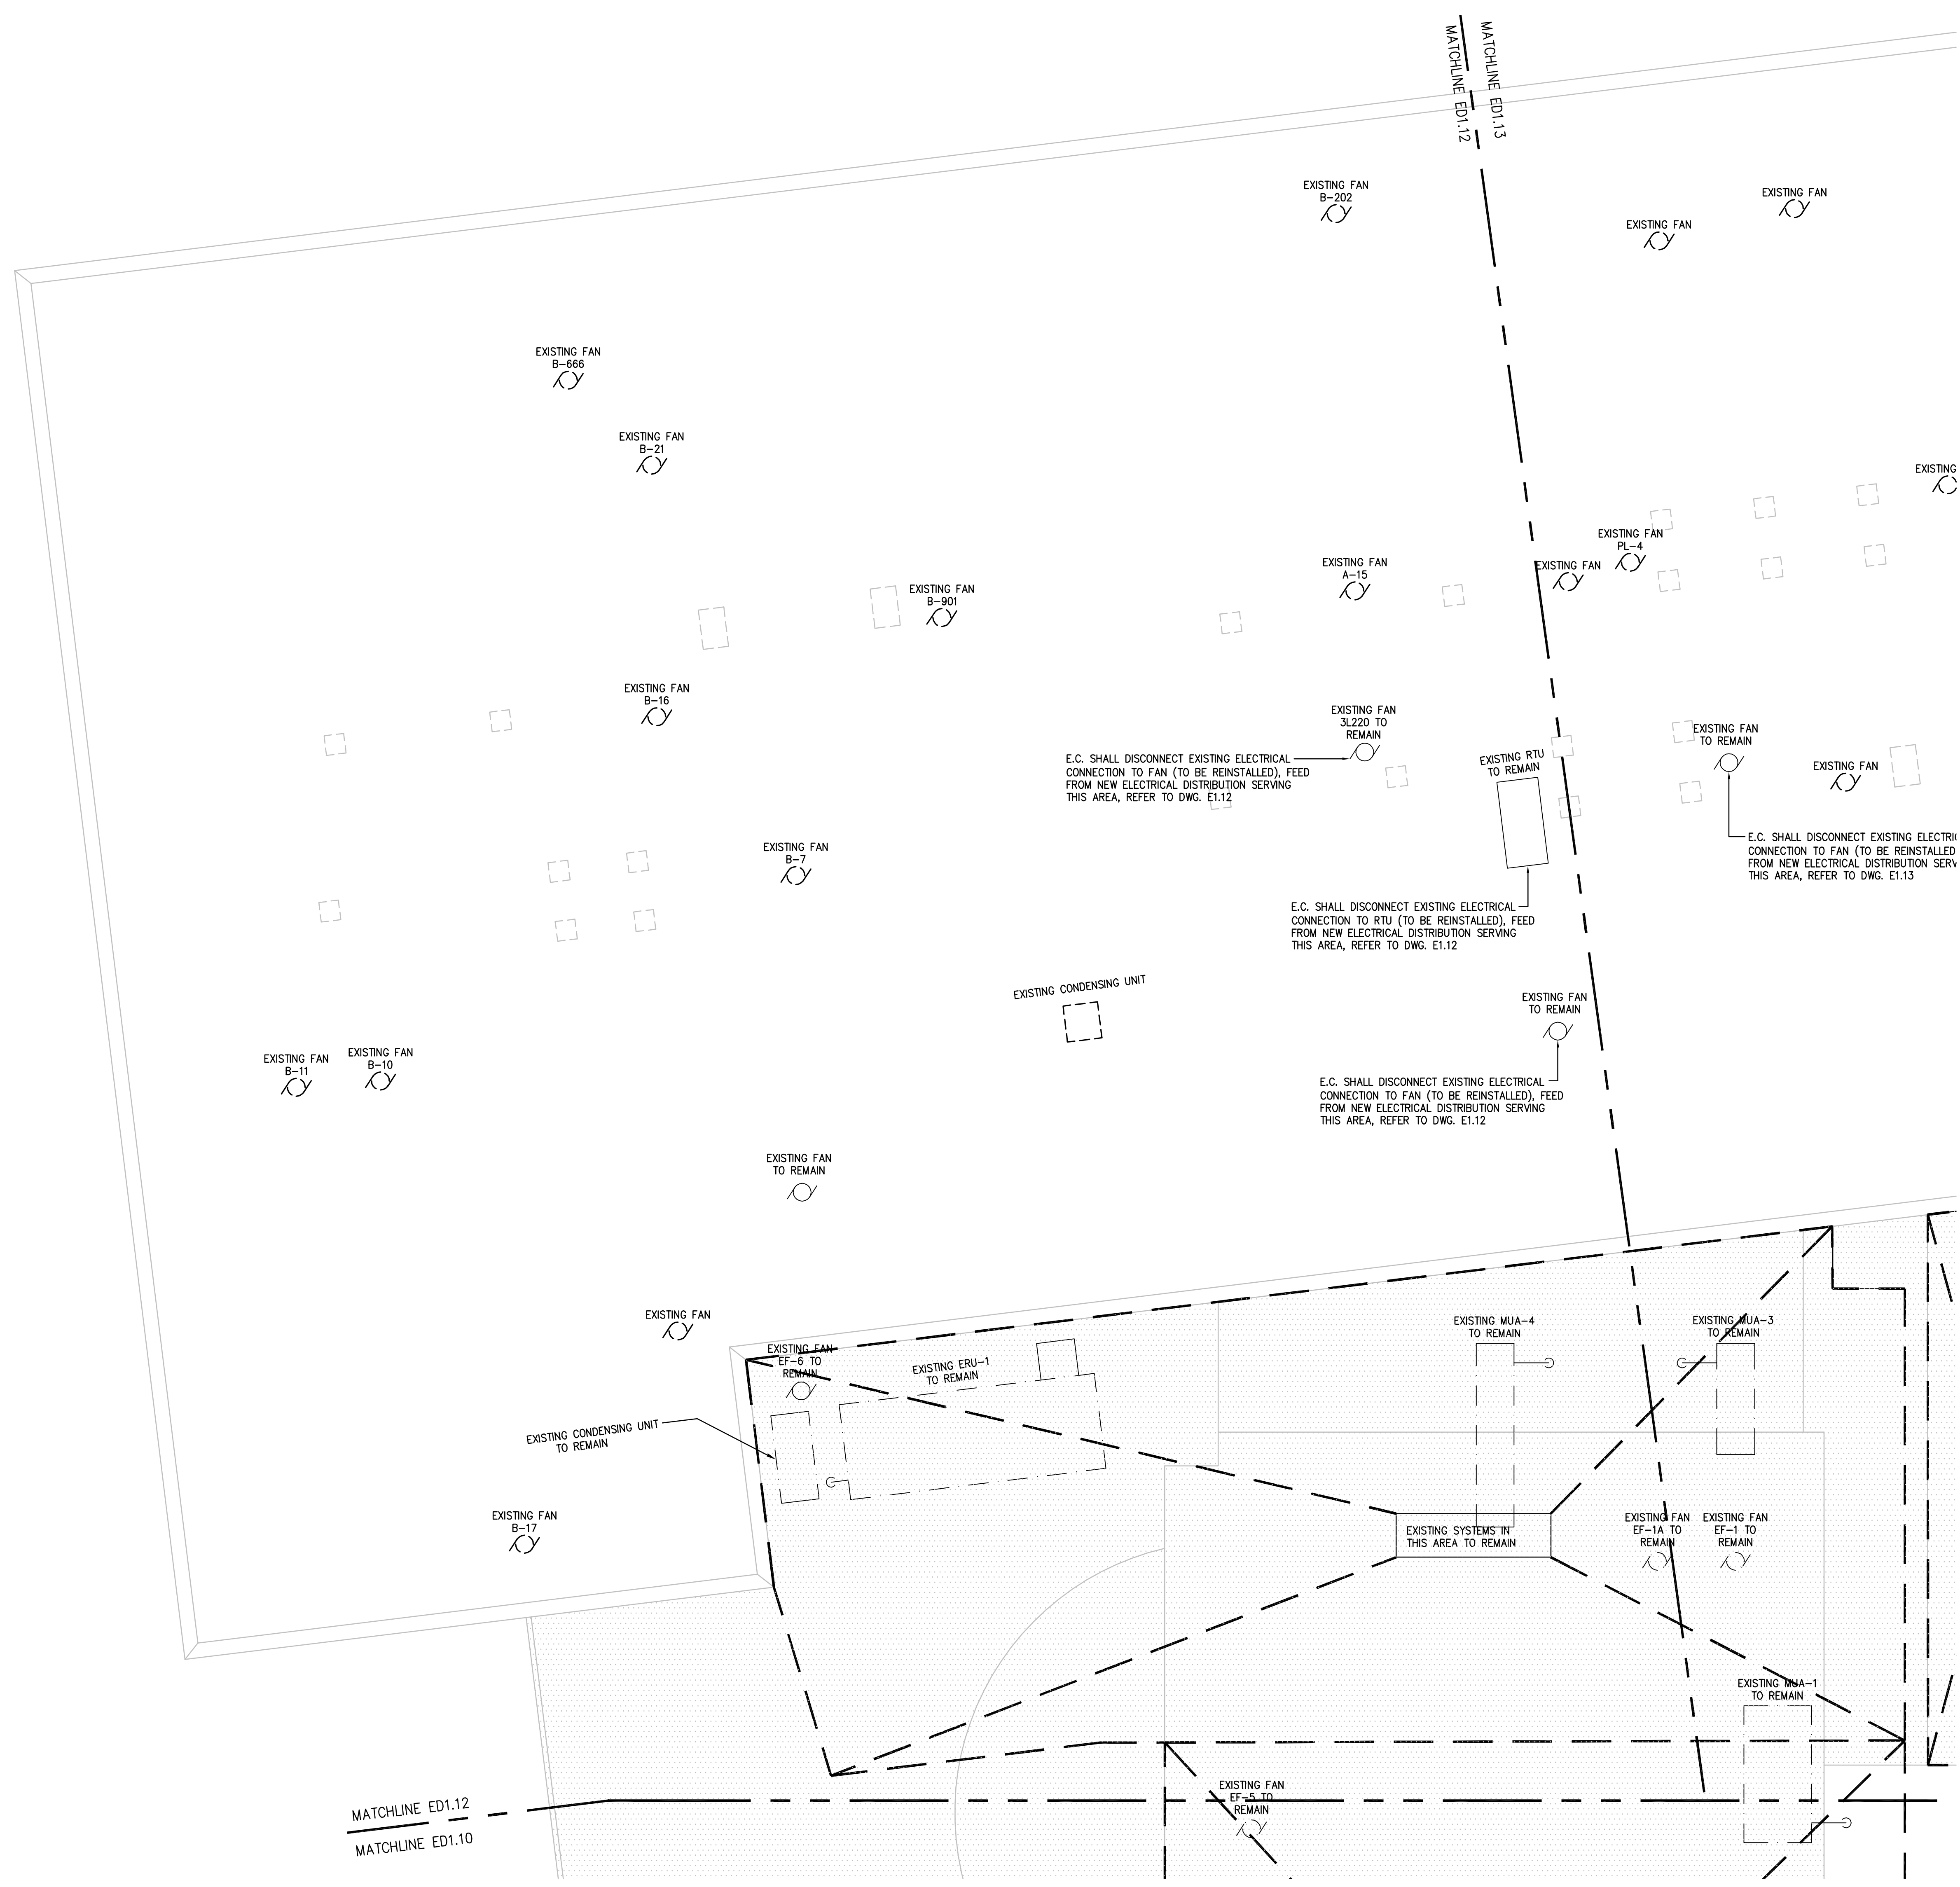 MATCHLINE ED1.12
MATCHLINE ED1.13
EXISTING FAN
B-202
EXISTING FAN
EXISTING FAN
EXISTING FAN
B-666
EXISTING FAN
B-21
EXISTING
EXISTING FAN
PL-4
EXISTING FAN
EXISTING FAN
A-15
EXISTING FAN
B-901
EXISTING FAN
B-16
EXISTING FAN
3L220 TO
REMAIN
E.C. SHALL DISCONNECT EXISTING ELECTRICAL
CONNECTION TO FAN (TO BE REINSTALLED), FEED
FROM NEW ELECTRICAL DISTRIBUTION SERVING
THIS AREA, REFER TO DWG. E1.12
EXISTING RTU
TO REMAIN
EXISTING FAN
TO REMAIN
EXISTING FAN
E.C. SHALL DISCONNECT EXISTING ELECTRIC
CONNECTION TO FAN (TO BE REINSTALLED
FROM NEW ELECTRICAL DISTRIBUTION SERV
THIS AREA, REFER TO DWG. E1.13
EXISTING FAN
B-7
E.C. SHALL DISCONNECT EXISTING ELECTRICAL
CONNECTION TO RTU (TO BE REINSTALLED), FEED
FROM NEW ELECTRICAL DISTRIBUTION SERVING
THIS AREA, REFER TO DWG. E1.12
EXISTING CONDENSING UNIT
EXISTING FAN
TO REMAIN
EXISTING FAN
B-11
EXISTING FAN
B-10
E.C. SHALL DISCONNECT EXISTING ELECTRICAL
CONNECTION TO FAN (TO BE REINSTALLED), FEED
FROM NEW ELECTRICAL DISTRIBUTION SERVING
THIS AREA, REFER TO DWG. E1.12
EXISTING FAN
TO REMAIN
EXISTING FAN
EXISTING FAN
EF-6 TO
REMAIN
EXISTING ERU-1
TO REMAIN
EXISTING MUA-4
TO REMAIN
EXISTING MUA-3
TO REMAIN
EXISTING CONDENSING UNIT
TO REMAIN
EXISTING FAN
B-17
EXISTING SYSTEMS IN
THIS AREA TO REMAIN
EXISTING FAN
EF-1A TO
REMAIN
EXISTING FAN
EF-1 TO
REMAIN
EXISTING MUA-1
TO REMAIN
EXISTING FAN
EF-5 TO
REMAIN
MATCHLINE ED1.12
MATCHLINE ED1.10